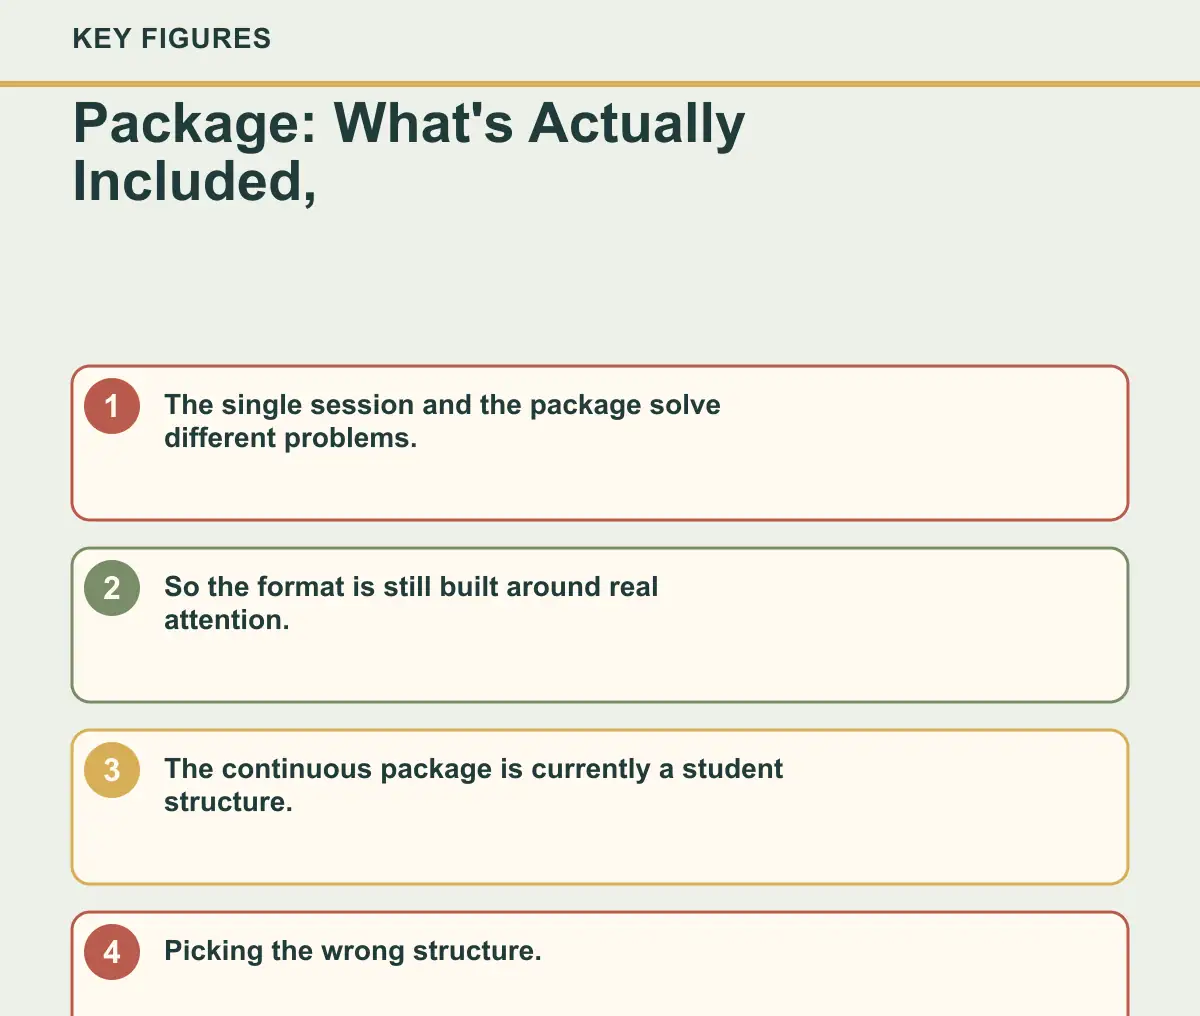 KEY FIGURES
Package: What's Actually
Included,
1
The single session and the package solve
different problems.
2
So the format is still built around real
attention.
3
The continuous package is currently a student
structure.
4
Picking the wrong structure.